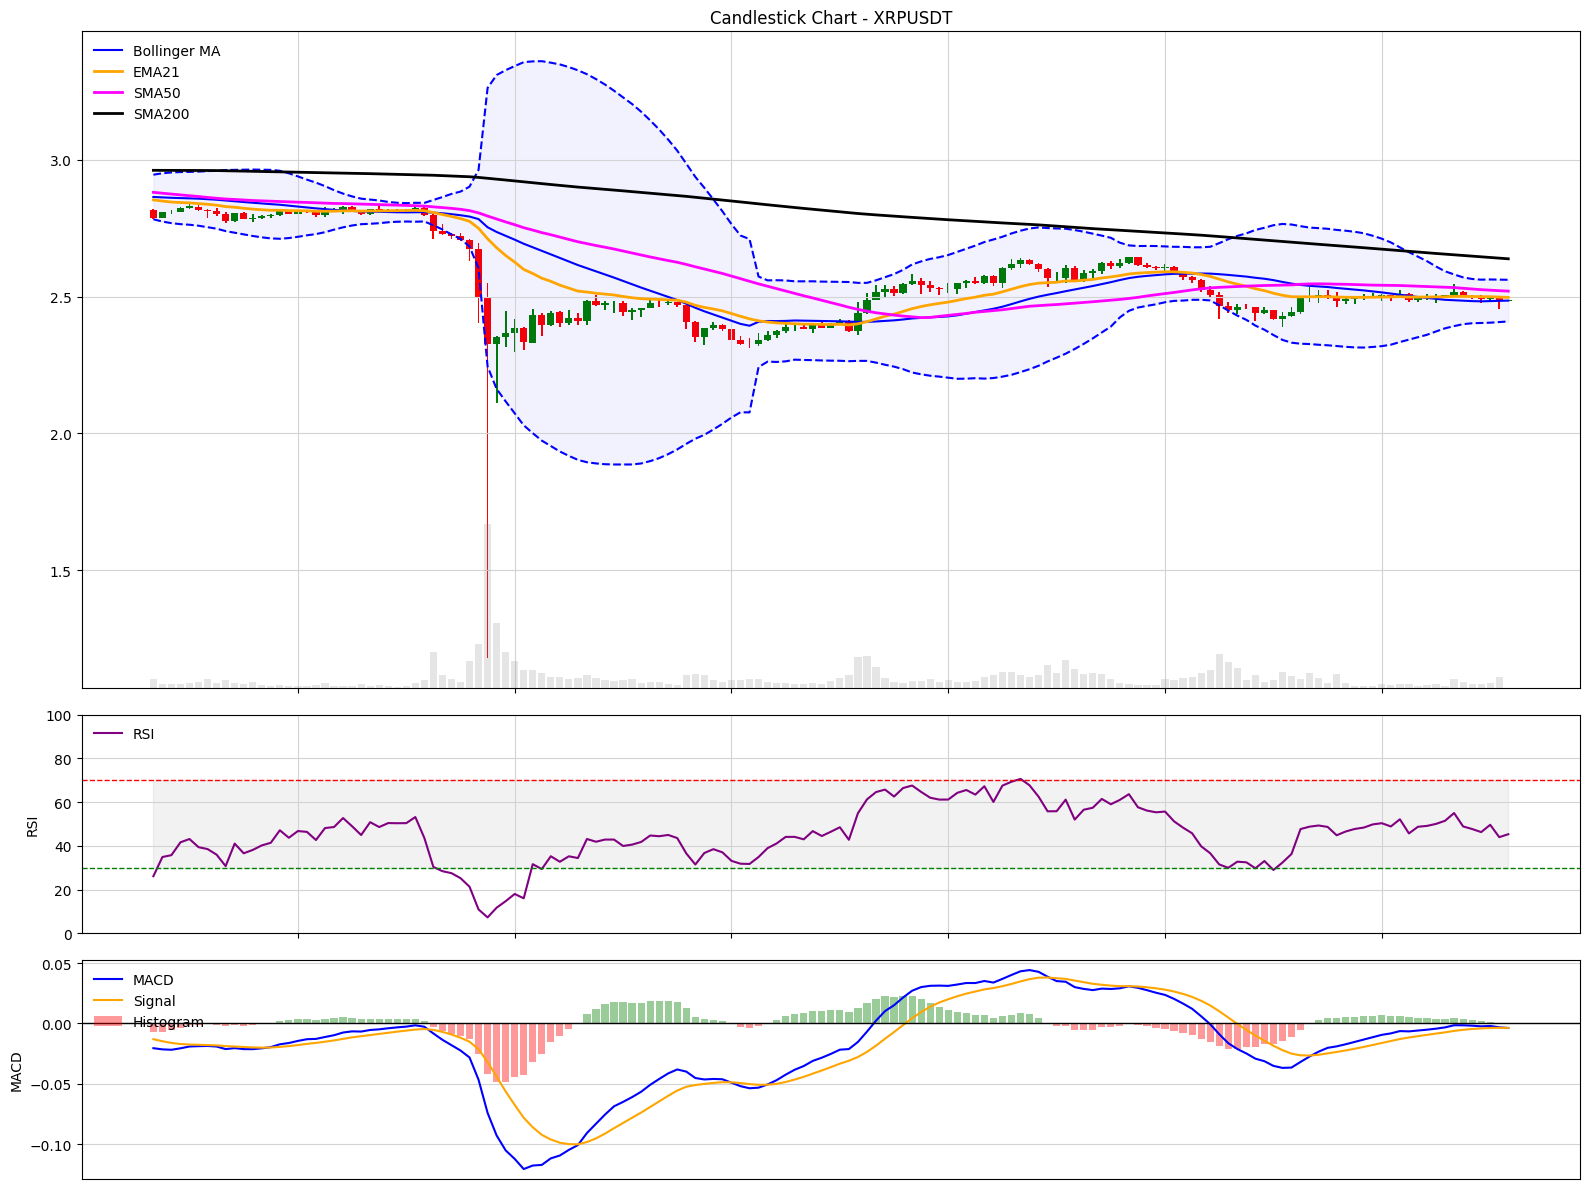 Candlestick Chart - XRPUSDT
Bollinger MA
EMA21
SMA50
SMA200
3.0
2.5
2.0
1.5
100
80
60
40
20
0
RSI
RSI
0.05
0.00
−0.05
−0.10
MACD
MACD
Signal
Histogram